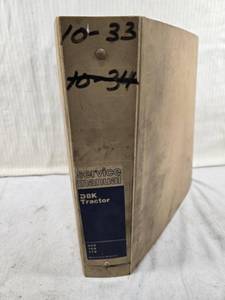 10-33
10-34
service
manual
D8K
Tractor